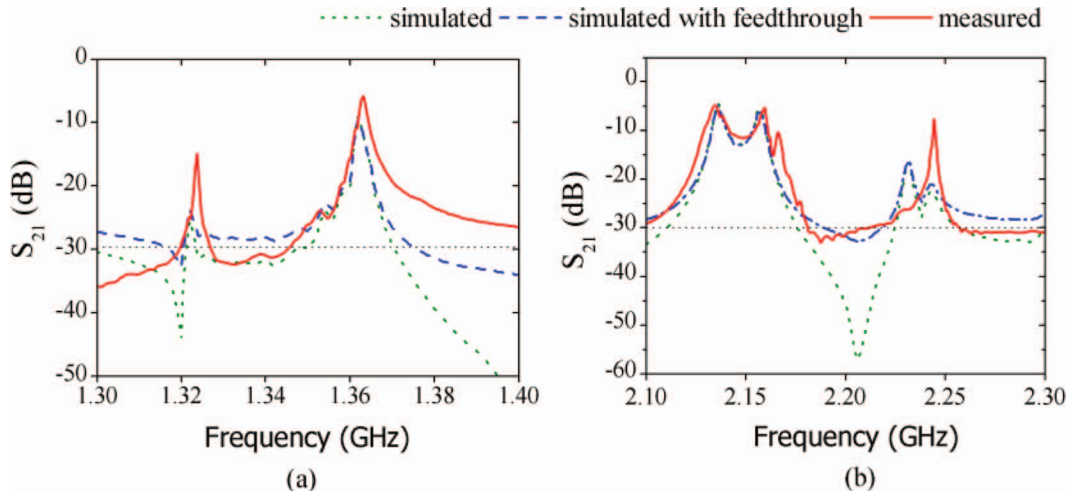 simulated simulated with feedthrough measured
0
-10
-20
-30
-40
-50
S21 (dB)
1.30 1.32 1.34 1.36 1.38 1.40
Frequency (GHz)
(a)
0
-10
-20
-30
-40
-50
-60
S21 (dB)
2.10 2.15 2.20 2.25 2.30
Frequency (GHz)
(b)